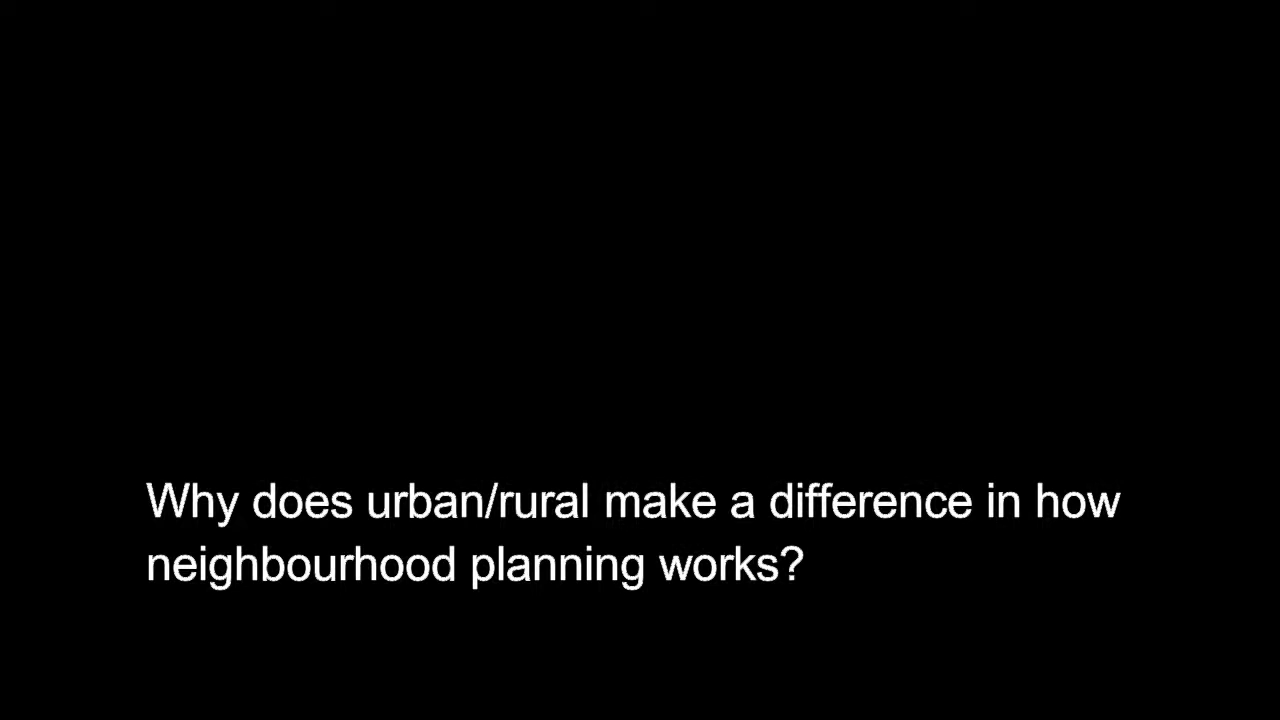 Why does urban/rural make a difference in how
neighbourhood planning works?